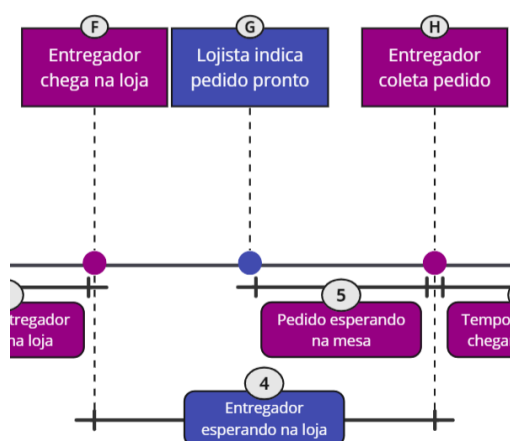 F
Entregador
chega na loja
G
Lojista indica
pedido pronto
H
Entregador
coleta pedido
5
Pedido esperando
na mesa
Tempo
loja
4
Entregador
esperando na loja